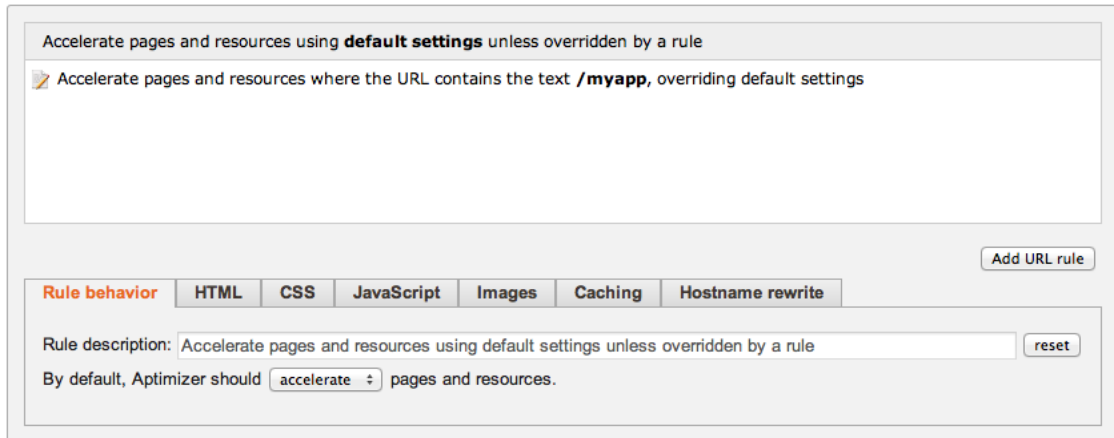 Accelerate pages and resources using default settings unless overridden by a rule
Accelerate pages and resources where the URL contains the text /myapp, overriding default settings
Add URL rule
Rule behavior HTML CSS JavaScript Images Caching Hostname rewrite
Rule description: Accelerate pages and resources using default settings unless overridden by a rule reset
By default, Aptimizer should accelerate pages and resources.